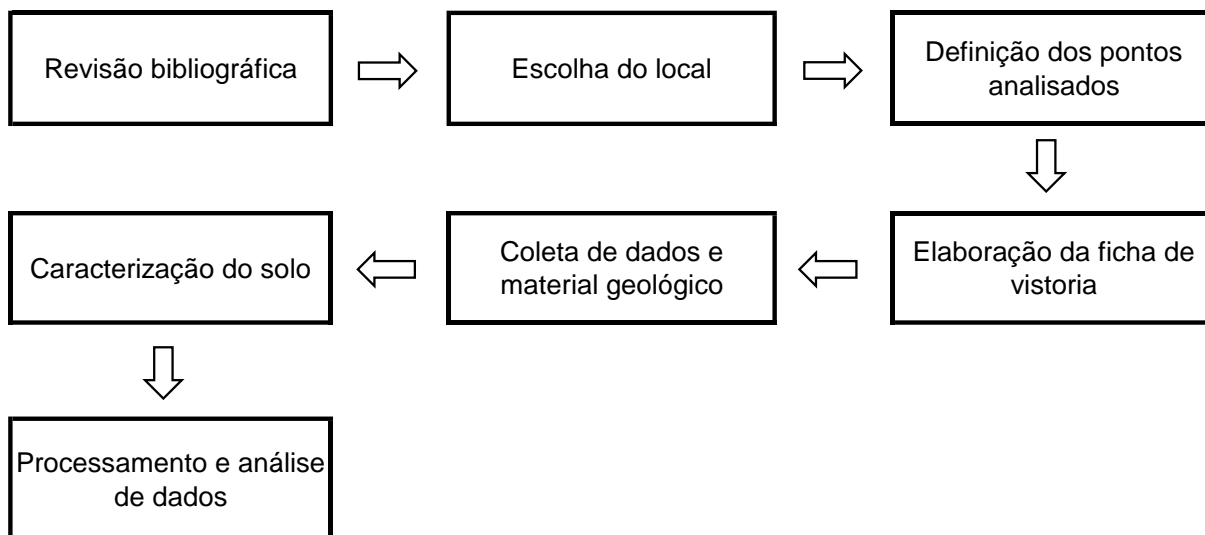 Revisão bibliográfica
Escolha do local
Definição dos pontos
analisados
Elaboração da ficha de
vistoria
Coleta de dados e
material geológico
Caracterização do solo
Processamento e análise
de dados